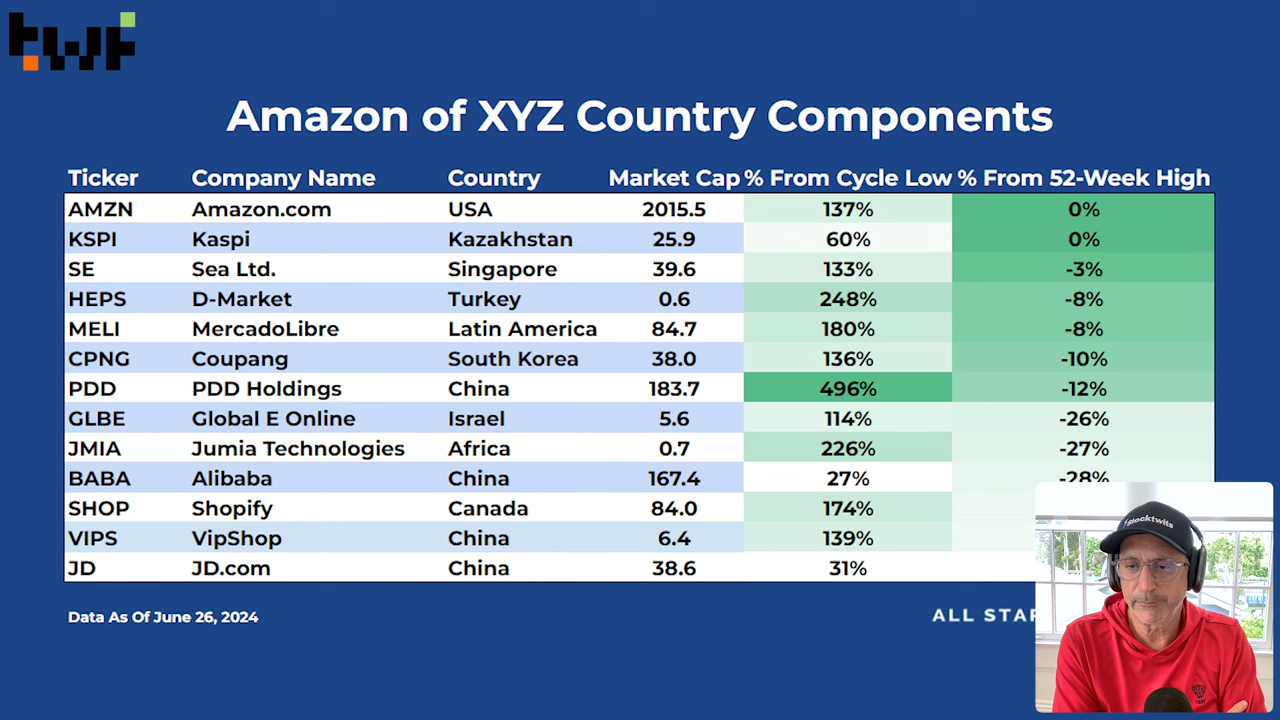 twf
Amazon of XYZ Country Components
Ticker Company Name Country Market Cap % From Cycle Low % From 52-Week High
AMZN Amazon.com USA 2015.5 137% 0%
KSPI Kaspi Kazakhstan 25.9 60% 0%
SE Sea Ltd. Singapore 39.6 133% -3%
HEPS D-Market Turkey 0.6 248% -8%
MELI MercadoLibre Latin America 84.7 180% -8%
CPNG Coupang South Korea 38.0 136% -10%
PDD PDD Holdings China 183.7 496% -12%
GLBE Global E Online Israel 5.6 114% -26%
JMIA Jumia Technologies Africa 0.7 226% -27%
BABA Alibaba China 167.4 27% -28%
SHOP Shopify Canada 84.0 174%
VIPS VipShop China 6.4 139%
JD JD.com China 38.6 31%
Data As Of June 26, 2024
ALL STAR
stocktwits